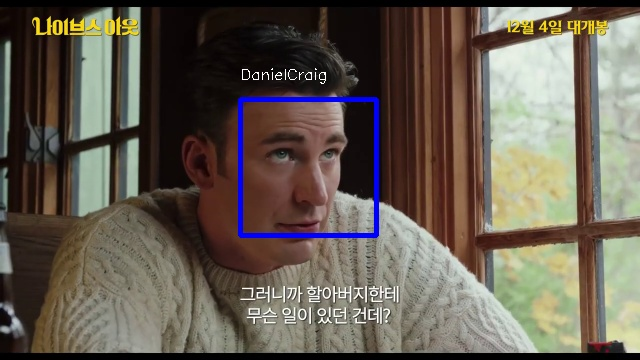 나이브스 아웃
12월 4일 대개봉
DanielCraig
그러니까 할아버지한테
무슨 일이 있던 건데?